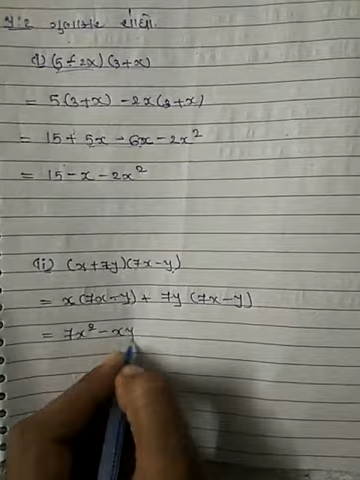 પ્ર:૨ ગુણાકાર શોધો.
(i) (5-2x)(3+x)
= 5(3+x) - 2x(3+x)
= 15 + 5x - 6x - 2x²
= 15 - x - 2x²
(ii) (x+7y)(7x-y)
= x(7x-y) + 7y(7x-y)
= 7x² - xy